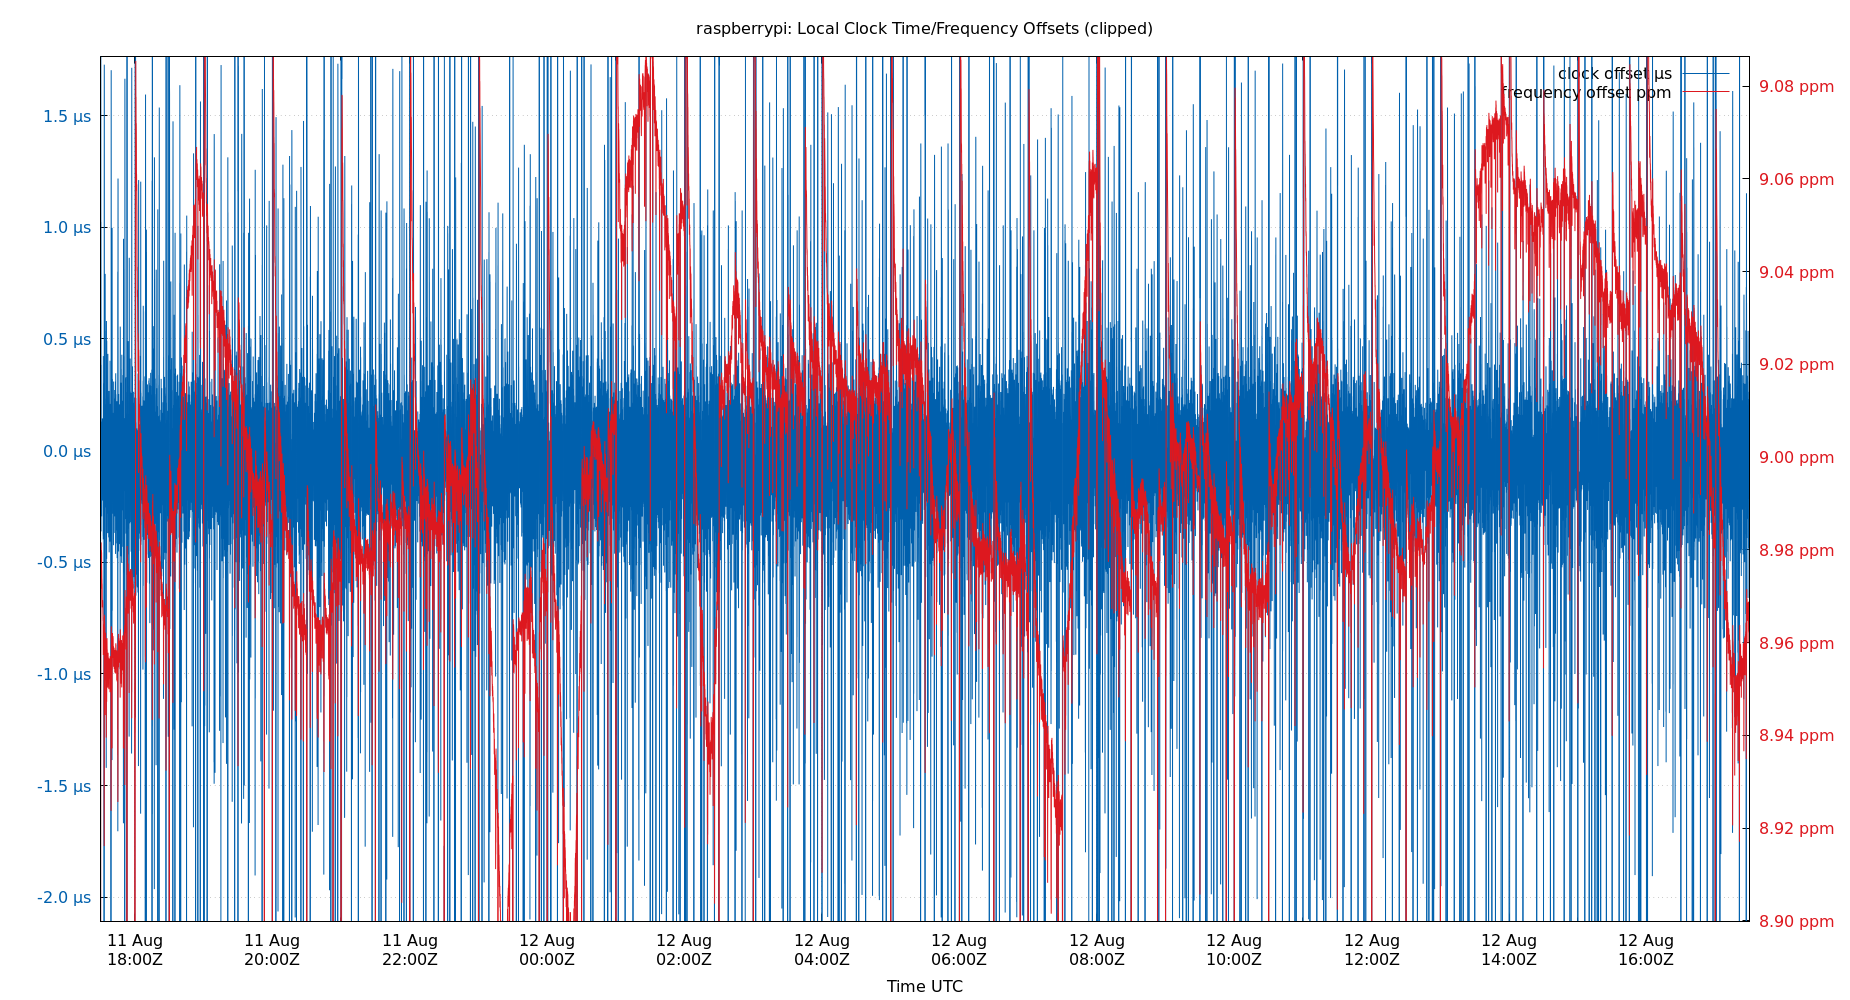 raspberrypi: Local Clock Time/Frequency Offsets (clipped)
clock offset µs
frequency offset ppm
1.5 µs
1.0 µs
0.5 µs
0.0 µs
-0.5 µs
-1.0 µs
-1.5 µs
-2.0 µs
9.08 ppm
9.06 ppm
9.04 ppm
9.02 ppm
9.00 ppm
8.98 ppm
8.96 ppm
8.94 ppm
8.92 ppm
8.90 ppm
11 Aug 11 Aug 11 Aug 12 Aug 12 Aug 12 Aug 12 Aug 12 Aug 12 Aug 12 Aug 12 Aug 12 Aug
18:00Z 20:00Z 22:00Z 00:00Z 02:00Z 04:00Z 06:00Z 08:00Z 10:00Z 12:00Z 14:00Z 16:00Z
Time UTC